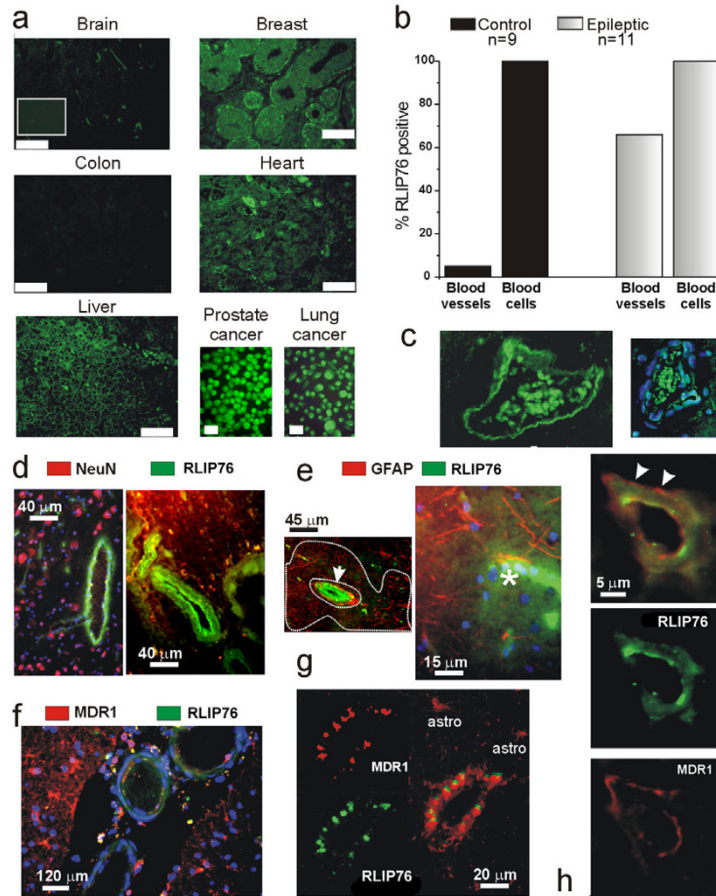 a
Brain
Breast
Colon
Heart
Liver
Prostate
cancer
Lung
cancer
b
Control
n=9
Epileptic
n=11
% RLIP76 positive
100
80
60
40
20
0
Blood
vessels
Blood
cells
Blood
vessels
Blood
cells
c
d
NeuN
RLIP76
40 μm
40 μm
e
GFAP
RLIP76
45 μm
*
15 μm
f
MDR1
RLIP76
120 μm
g
astro
astro
MDR1
RLIP76
20 μm
5 μm
RLIP76
MDR1
h